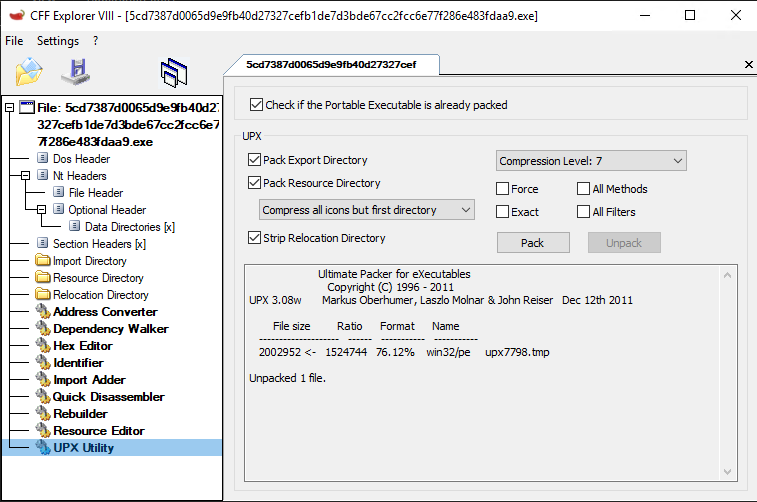 CFF Explorer VIII - [5cd7387d0065d9e9fb40d27327cefb1de7d3bde67cc2fcc6e77f286e483fdaa9.exe]
File Settings ?
5cd7387d0065d9e9fb40d27327cef
File: 5cd7387d0065d9e9fb40d27
327cefb1de7d3bde67cc2fcc6e7
7f286e483fdaa9.exe
Dos Header
Nt Headers
File Header
Optional Header
Data Directories [x]
Section Headers [x]
Import Directory
Resource Directory
Relocation Directory
Address Converter
Dependency Walker
Hex Editor
Identifier
Import Adder
Quick Disassembler
Rebuilder
Resource Editor
UPX Utility
Check if the Portable Executable is already packed
UPX
Pack Export Directory
Compression Level: 7
Pack Resource Directory
Force
All Methods
Compress all icons but first directory
Exact
All Filters
Strip Relocation Directory
Pack
Unpack
Ultimate Packer for eXecutables
Copyright (C) 1996 - 2011
UPX 3.08w Markus Oberhumer, Laszlo Molnar & John Reiser Dec 12th 2011
File size Ratio Format Name
-------------------- ------ ----------- -----------
2002952 <- 1524744 76.12% win32/pe upx7798.tmp
Unpacked 1 file.